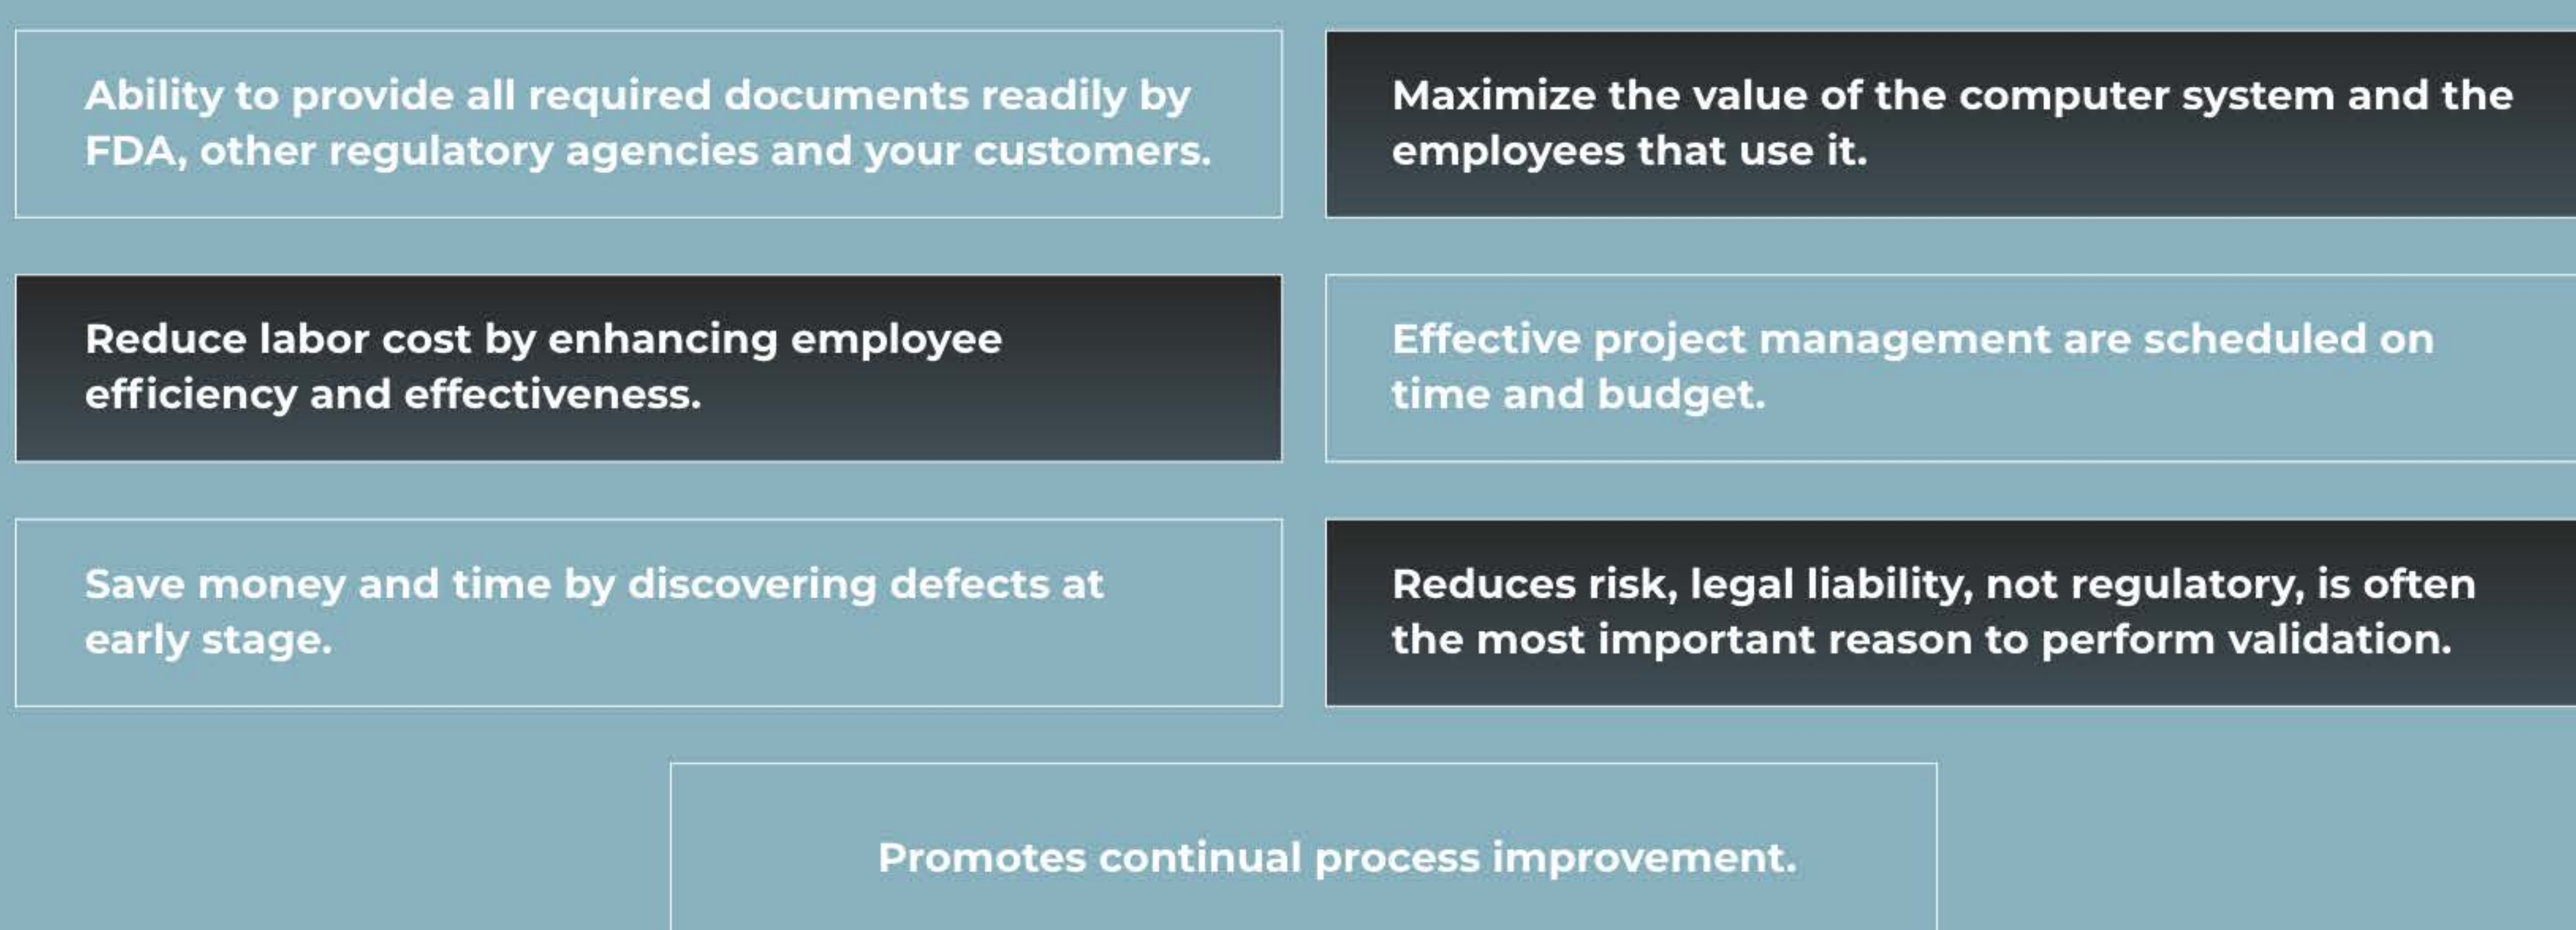 Ability to provide all required documents readily by
FDA, other regulatory agencies and your customers.
Maximize the value of the computer system and the
employees that use it.
Reduce labor cost by enhancing employee
efficiency and effectiveness.
Effective project management are scheduled on
time and budget.
Save money and time by discovering defects at
early stage.
Reduces risk, legal liability, not regulatory, is often
the most important reason to perform validation.
Promotes continual process improvement.